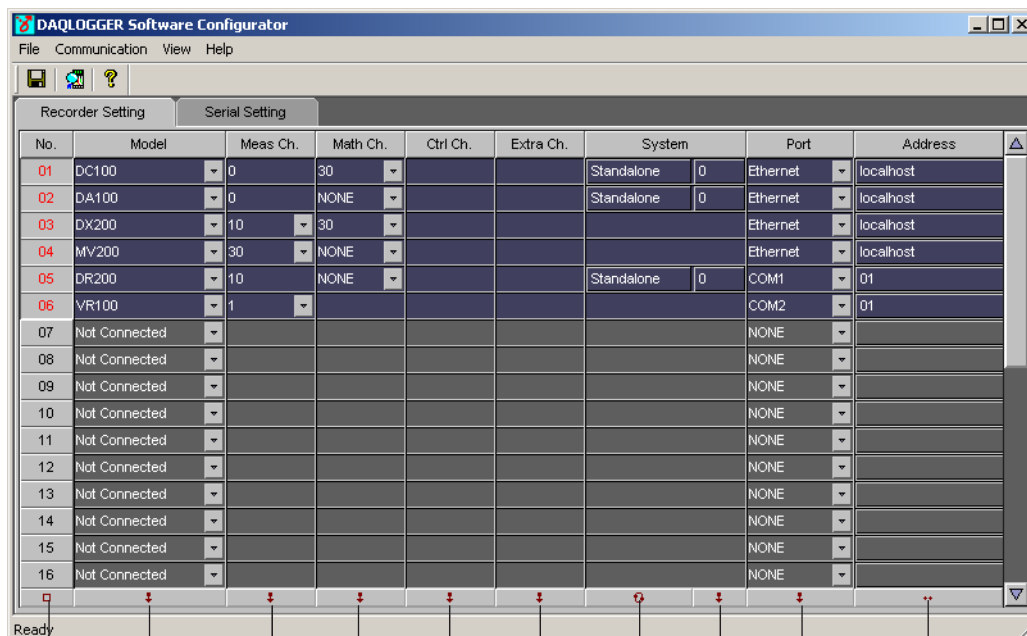 DAQLOGGER Software Configurator
File Communication View Help
Recorder Setting Serial Setting
No. Model Meas Ch. Math Ch. Ctrl Ch. Extra Ch. System Port Address
01 DC100 0 30 Standalone 0 Ethernet localhost
02 DA100 0 NONE Standalone 0 Ethernet localhost
03 DX200 10 30 Ethernet localhost
04 MV200 30 NONE Ethernet localhost
05 DR200 10 NONE Standalone 0 COM1 01
06 VR100 1 COM2 01
07 Not Connected NONE
08 Not Connected NONE
09 Not Connected NONE
10 Not Connected NONE
11 Not Connected NONE
12 Not Connected NONE
13 Not Connected NONE
14 Not Connected NONE
15 Not Connected NONE
16 Not Connected NONE
Ready